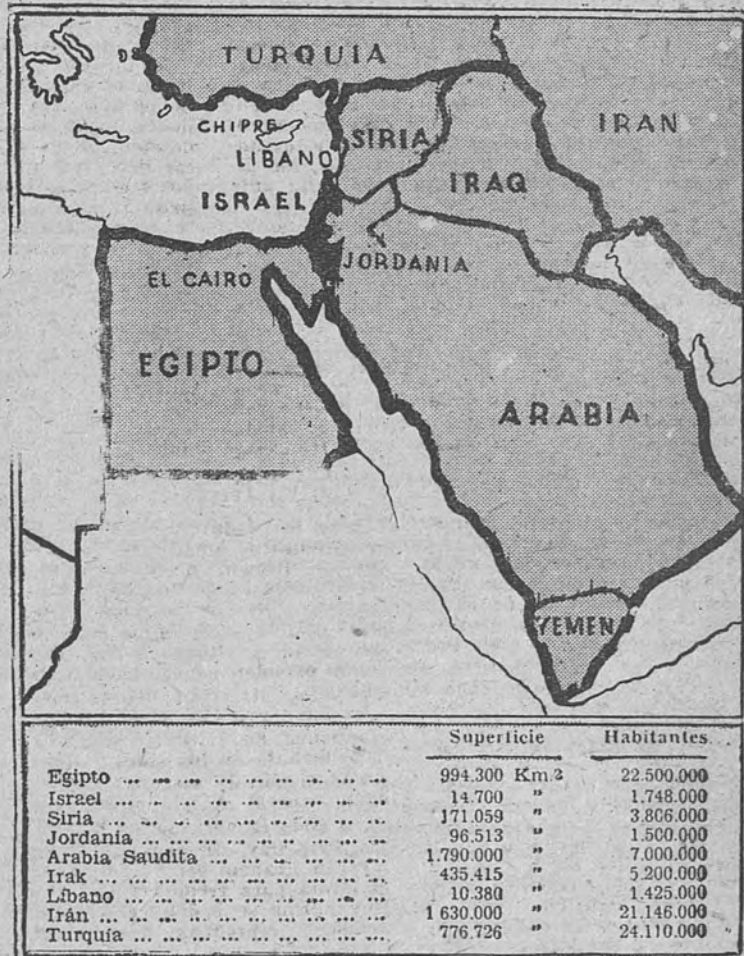 TURQUIA
CHIPRE
SIRIA
IRAN
LIBANO
IRAQ
ISRAEL
JORDANIA
EL CAIRO
EGIPTO
ARABIA
YEMEN
Superficie Habitantes
Egipto ... ... ... ... ... ... ... ... ... 994.300 Km.2 22.500.000
Israel ... ... ... ... ... ... ... ... ... 14.700 " 1.748.000
Siria ... ... ... ... ... ... ... ... ... 171.059 " 3.806.000
Jordania ... ... ... ... ... ... ... ... 96.513 " 1.500.000
Arabia Saudita ... ... ... ... ... ... 1.790.000 " 7.000.000
Irak ... ... ... ... ... ... ... ... ... 435.415 " 5.200.000
Líbano ... ... ... ... ... ... ... ... 10.380 " 1.425.000
Irán ... ... ... ... ... ... ... ... ... 1 630.000 " 21.146.000
Turquía ... ... ... ... ... ... ... ... 776.726 " 24.110.000